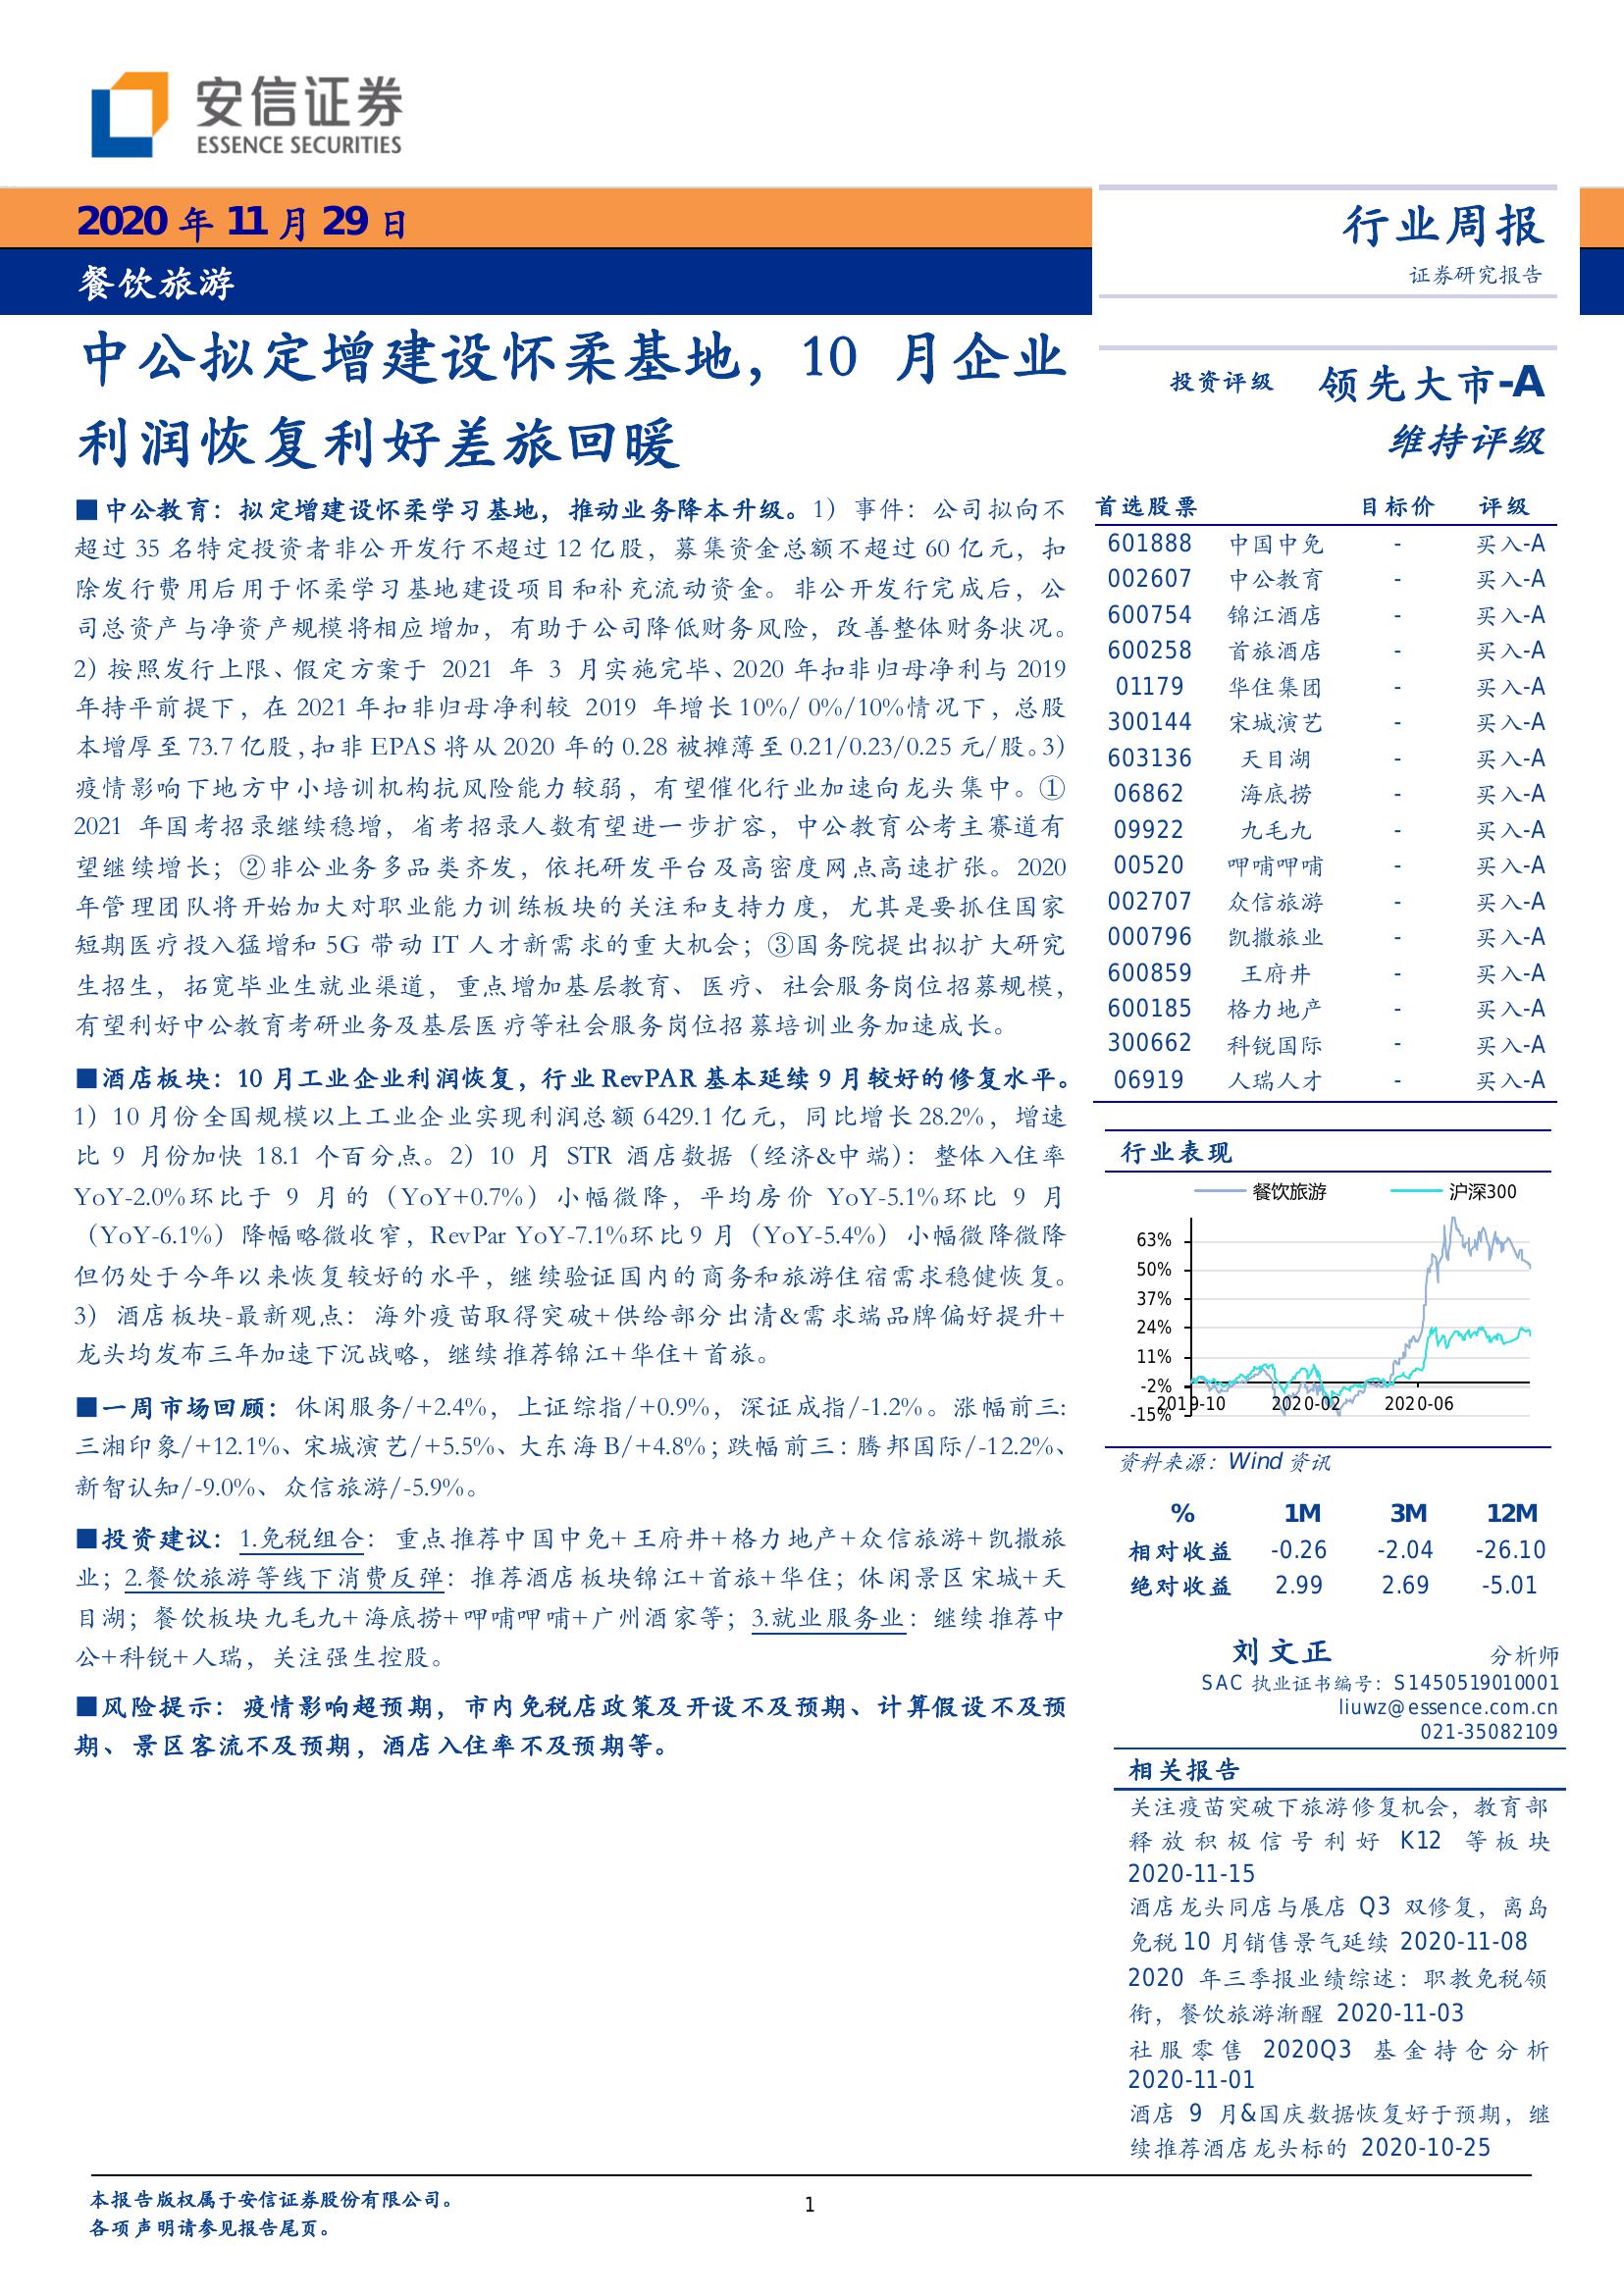 安信证券
ESSENCE SECURITIES
2020 年 11 月 29 日
餐饮旅游
行业周报
证券研究报告
中公拟定增建设怀柔基地，10 月企业
利润恢复利好差旅回暖
■中公教育：拟定增建设怀柔学习基地，推动业务降本升级。1）事件：公司拟向不
超过 35 名特定投资者非公开发行不超过 12 亿股，募集资金总额不超过 60 亿元，扣
除发行费用后用于怀柔学习基地建设项目和补充流动资金。非公开发行完成后，公
司总资产与净资产规模将相应增加，有助于公司降低财务风险，改善整体财务状况。
2）按照发行上限、假定方案于 2021 年 3 月实施完毕、2020 年扣非归母净利与 2019
年持平前提下，在 2021 年扣非归母净利较 2019 年增长 10%/ 0%/10%情况下，总股
本增厚至 73.7 亿股，扣非 EPAS 将从 2020 年的 0.28 被摊薄至 0.21/0.23/0.25 元/股。3）
疫情影响下地方中小培训机构抗风险能力较弱，有望催化行业加速向龙头集中。①
2021 年国考招录继续稳增，省考招录人数有望进一步扩容，中公教育公考主赛道有
望继续增长；②非公业务多品类齐发，依托研发平台及高密度网点高速扩张。2020
年管理团队将开始加大对职业能力训练板块的关注和支持力度，尤其是要抓住国家
短期医疗投入猛增和 5G 带动 IT 人才新需求的重大机会；③国务院提出拟扩大研究
生招生，拓宽毕业生就业渠道，重点增加基层教育、医疗、社会服务岗位招募规模，
有望利好中公教育考研业务及基层医疗等社会服务岗位招募培训业务加速成长。
■酒店板块：10 月工业企业利润恢复，行业 RevPAR 基本延续 9 月较好的修复水平。
1）10 月份全国规模以上工业企业实现利润总额 6429.1 亿元，同比增长 28.2%，增速
比 9 月份加快 18.1 个百分点。2）10 月 STR 酒店数据（经济&中端）：整体入住率
YoY-2.0%环比于 9 月的（YoY+0.7%）小幅微降，平均房价 YoY-5.1%环比 9 月
（YoY-6.1%）降幅略微收窄，RevPar YoY-7.1%环比 9 月（YoY-5.4%）小幅微降微降
但仍处于今年以来恢复较好的水平，继续验证国内的商务和旅游住宿需求稳健恢复。
3）酒店板块-最新观点：海外疫苗取得突破+供给部分出清&需求端品牌偏好提升+
龙头均发布三年加速下沉战略，继续推荐锦江+华住+首旅。
■一周市场回顾：休闲服务/+2.4%，上证综指/+0.9%，深证成指/-1.2%。涨幅前三：
三湘印象/+12.1%、宋城演艺/+5.5%、大东海 B/+4.8%；跌幅前三：腾邦国际/-12.2%、
新智认知/-9.0%、众信旅游/-5.9%。
■投资建议：1.免税组合：重点推荐中国中免+王府井+格力地产+众信旅游+凯撒旅
业；2.餐饮旅游等线下消费反弹：推荐酒店板块锦江+首旅+华住；休闲景区宋城+天
目湖；餐饮板块九毛九+海底捞+呷哺呷哺+广州酒家等；3.就业服务业：继续推荐中
公+科锐+人瑞，关注强生控股。
■风险提示：疫情影响超预期，市内免税店政策及开设不及预期、计算假设不及预
期、景区客流不及预期，酒店入住率不及预期等。
投资评级 领先大市-A
维持评级
首选股票 目标价 评级
601888 中国中免 - 买入-A
002607 中公教育 - 买入-A
600754 锦江酒店 - 买入-A
600258 首旅酒店 - 买入-A
01179 华住集团 - 买入-A
300144 宋城演艺 - 买入-A
603136 天目湖 - 买入-A
06862 海底捞 - 买入-A
09922 九毛九 - 买入-A
00520 呷哺呷哺 - 买入-A
002707 众信旅游 - 买入-A
000796 凯撒旅业 - 买入-A
600859 王府井 - 买入-A
600185 格力地产 - 买入-A
300662 科锐国际 - 买入-A
06919 人瑞人才 - 买入-A
行业表现
餐饮旅游 沪深300
63%
50%
37%
24%
11%
-2%
-15%
2019-10 2020-02 2020-06
资料来源：Wind 资讯
% 1M 3M 12M
相对收益 -0.26 -2.04 -26.10
绝对收益 2.99 2.69 -5.01
刘文正 分析师
SAC 执业证书编号：S1450519010001
liuwz@essence.com.cn
021-35082109
相关报告
关注疫苗突破下旅游修复机会，教育部
释放积极信号利好 K12 等板块
2020-11-15
酒店龙头同店与展店 Q3 双修复，离岛
免税 10 月销售景气延续 2020-11-08
2020 年三季报业绩综述：职教免税领
衔，餐饮旅游渐醒 2020-11-03
社服零售 2020Q3 基金持仓分析
2020-11-01
酒店 9 月&国庆数据恢复好于预期，继
续推荐酒店龙头标的 2020-10-25
本报告版权属于安信证券股份有限公司。
各项声明请参见报告尾页。
1